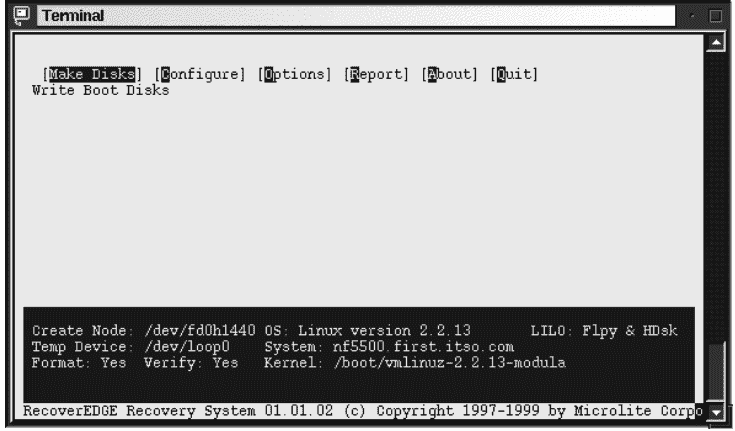 Terminal
[Make Disks] [Configure] [Options] [Report] [About] [Quit]
Write Boot Disks
Create Node: /dev/fd0h1440 OS: Linux version 2.2.13 LILO: Flpy & HDsk
Temp Device: /dev/loop0 System: nf5500.first.itso.com
Format: Yes Verify: Yes Kernel: /boot/vmlinuz-2.2.13-modula
RecoverEDGE Recovery System 01.01.02 (c) Copyright 1997-1999 by Microlite Corpo